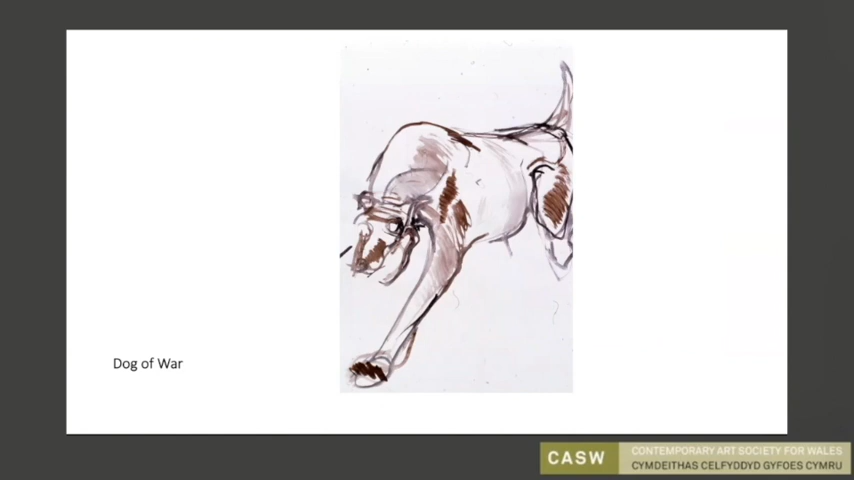 Dog of War
CASW
CONTEMPORARY ART SOCIETY FOR WALES
CYMDEITHAS CELFYDDYD GYFOES CYMRU